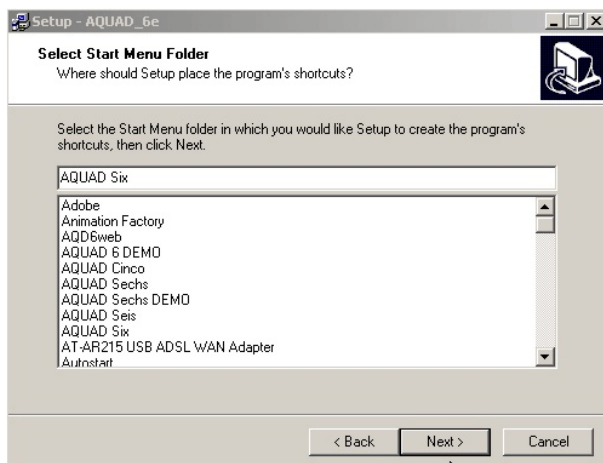 Setup - AQUAD_6e
Select Start Menu Folder
Where should Setup place the program's shortcuts?
Select the Start Menu folder in which you would like Setup to create the program's
shortcuts, then click Next.
AQUAD Six
Adobe
Animation Factory
AQD6web
AQUAD 6 DEMO
AQUAD Cinco
AQUAD Sechs
AQUAD Sechs DEMO
AQUAD Seis
AQUAD Six
AT-AR215 USB ADSL WAN Adapter
Autostart
< Back
Next >
Cancel